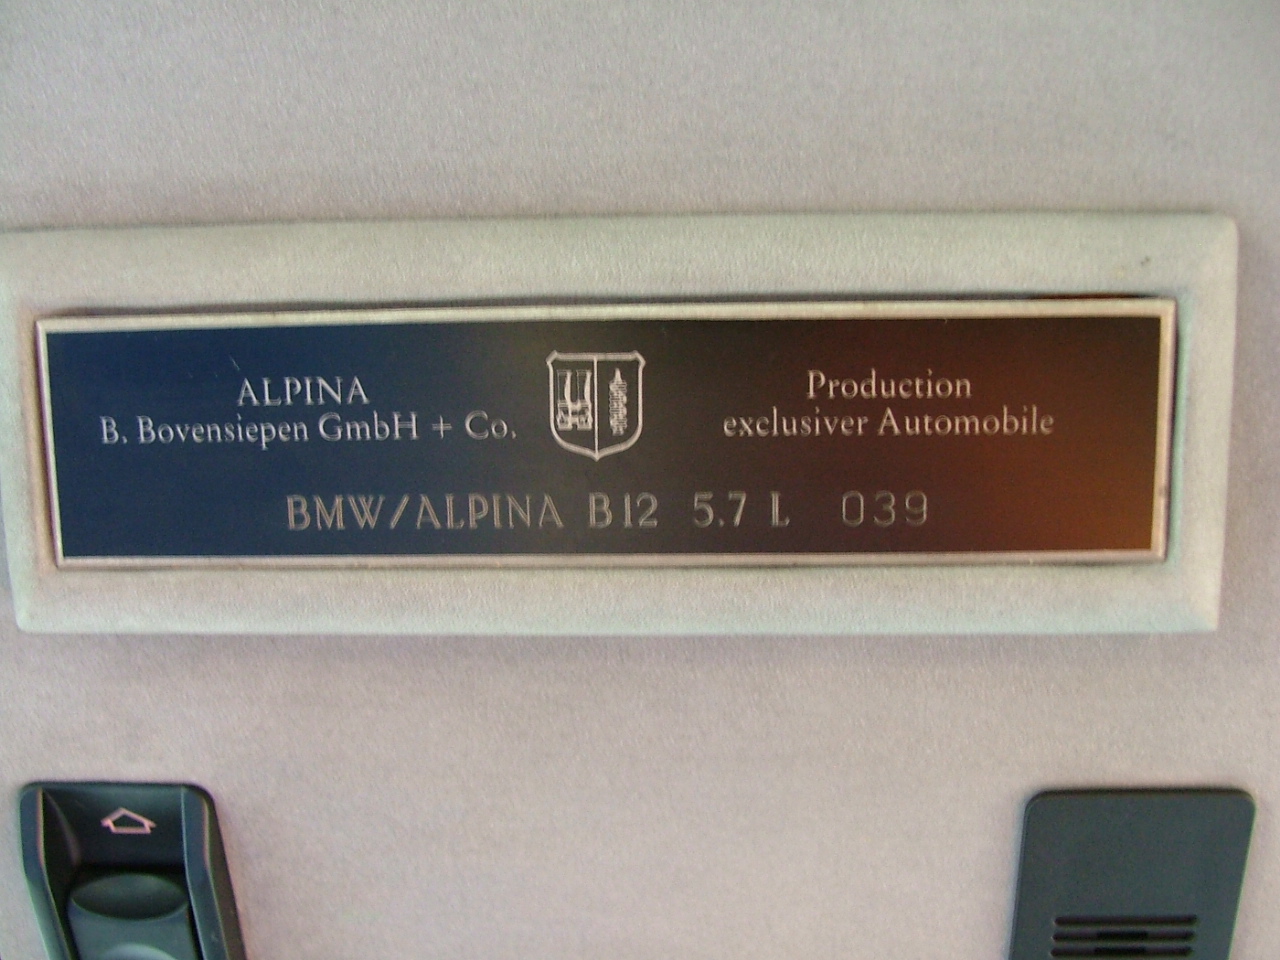 ALPINA
B. Bovensiepen GmbH + Co.
Production
exclusiver Automobile
BMW/ALPINA B12 5.7 L 039